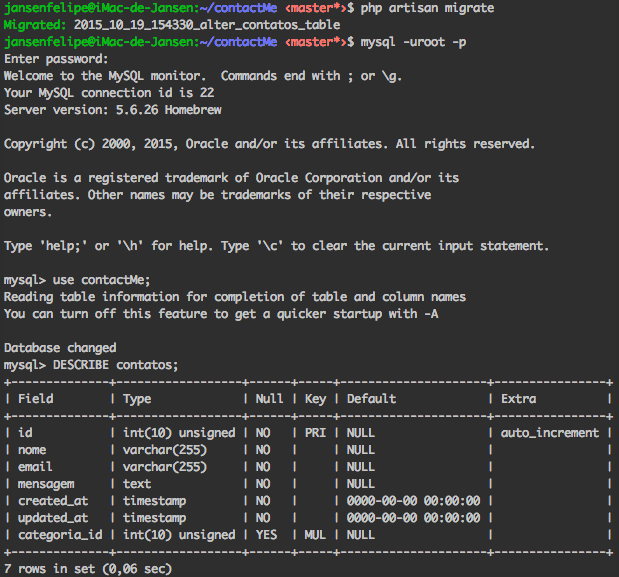 jansenfelipe@iMac-de-Jansen:~/contactMe <master*>$ php artisan migrate
Migrated: 2015_10_19_154330_alter_contatos_table
jansenfelipe@iMac-de-Jansen:~/contactMe <master*>$ mysql -uroot -p
Enter password:
Welcome to the MySQL monitor.  Commands end with ; or \g.
Your MySQL connection id is 22
Server version: 5.6.26 Homebrew
Copyright (c) 2000, 2015, Oracle and/or its affiliates. All rights reserved.
Oracle is a registered trademark of Oracle Corporation and/or its
affiliates. Other names may be trademarks of their respective
owners.
Type 'help;' or '\h' for help. Type '\c' to clear the current input statement.
mysql> use contactMe;
Reading table information for completion of table and column names
You can turn off this feature to get a quicker startup with -A
Database changed
mysql> DESCRIBE contatos;
+--------------+------------------+------+-----+---------------------+----------------+
| Field        | Type             | Null | Key | Default             | Extra          |
+--------------+------------------+------+-----+---------------------+----------------+
| id           | int(10) unsigned | NO   | PRI | NULL                | auto_increment |
| nome         | varchar(255)     | NO   |     | NULL                |                |
| email        | varchar(255)     | NO   |     | NULL                |                |
| mensagem     | text             | NO   |     | NULL                |                |
| created_at   | timestamp        | NO   |     | 0000-00-00 00:00:00 |                |
| updated_at   | timestamp        | NO   |     | 0000-00-00 00:00:00 |                |
| categoria_id | int(10) unsigned | YES  | MUL | NULL                |                |
+--------------+------------------+------+-----+---------------------+----------------+
7 rows in set (0,06 sec)